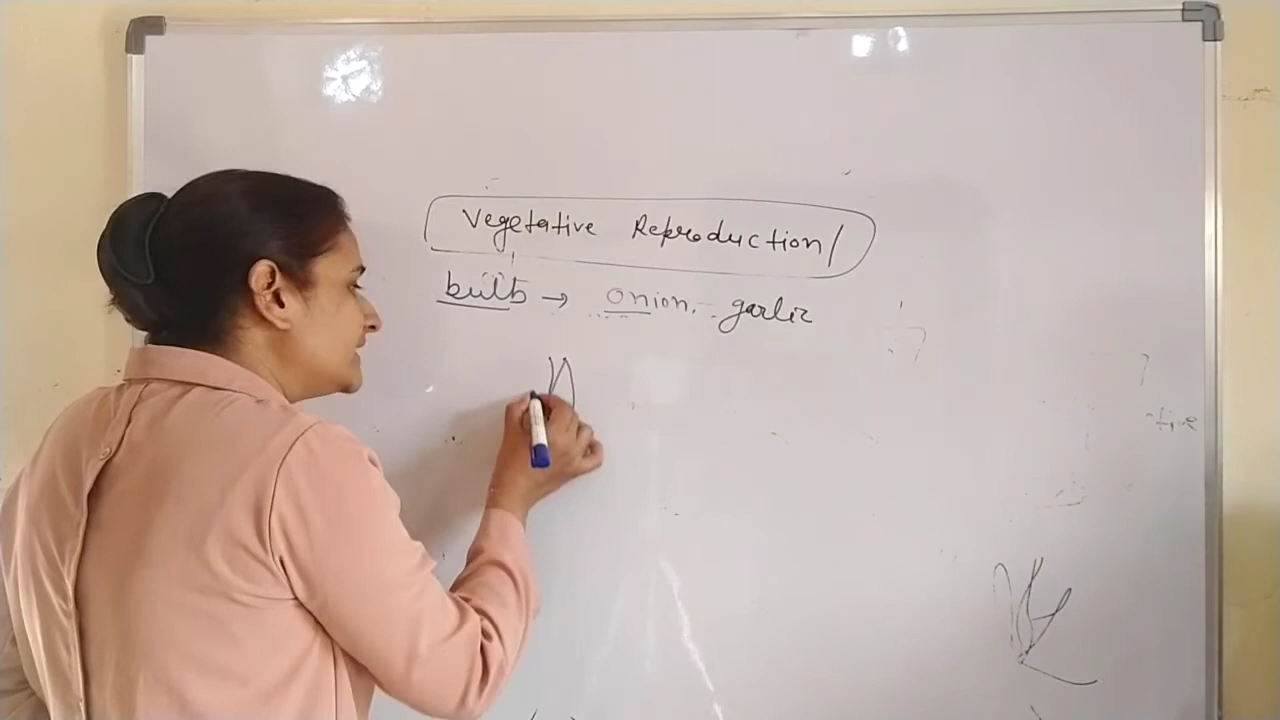 Vegetative Reproduction/
bulb → onion, garlic